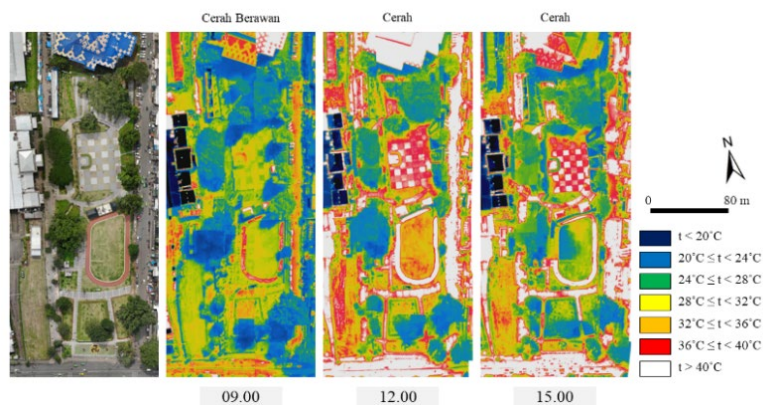 Cerah Berawan
Cerah
Cerah
N
0 80 m
t < 20˚C
20˚C ≤ t < 24˚C
24˚C ≤ t < 28˚C
28˚C ≤ t < 32˚C
32˚C ≤ t < 36˚C
36˚C ≤ t < 40˚C
t > 40˚C
09.00
12.00
15.00